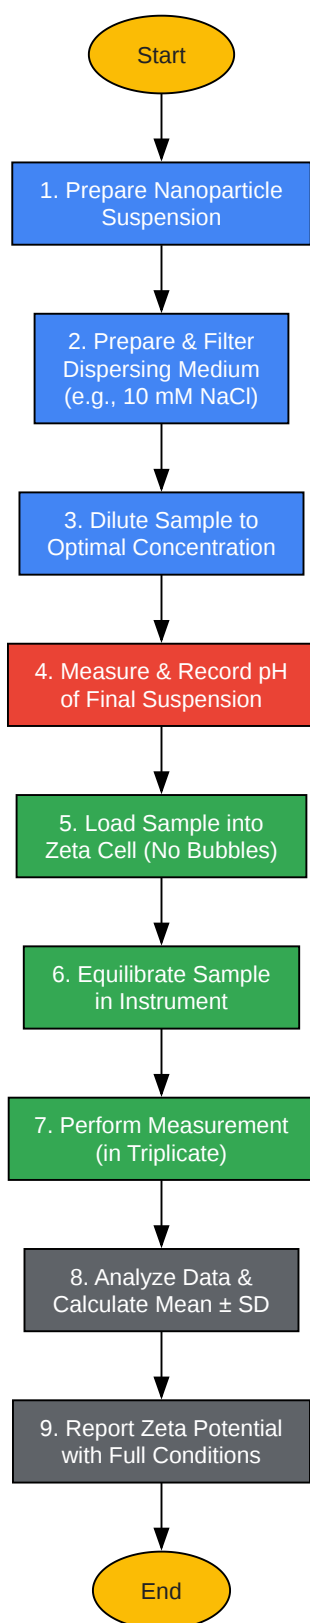 Start
1. Prepare Nanoparticle
Suspension
2. Prepare & Filter
Dispersing Medium
(e.g., 10 mM NaCl)
3. Dilute Sample to
Optimal Concentration
4. Measure & Record pH
of Final Suspension
5. Load Sample into
Zeta Cell (No Bubbles)
6. Equilibrate Sample
in Instrument
7. Perform Measurement
(in Triplicate)
8. Analyze Data &
Calculate Mean ± SD
9. Report Zeta Potential
with Full Conditions
End